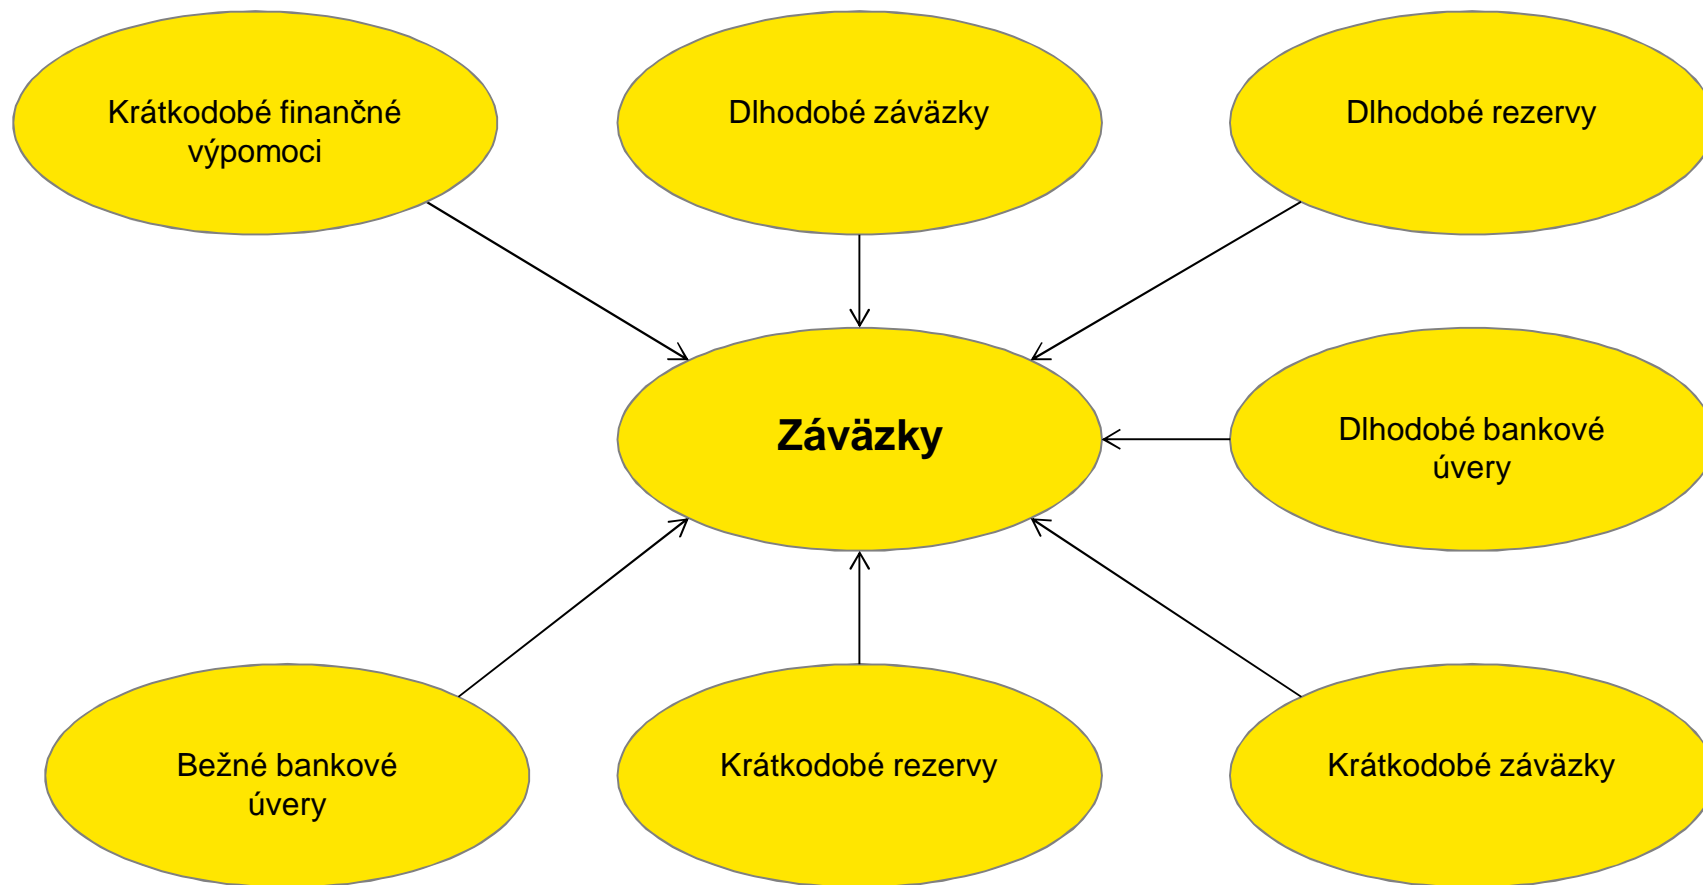 Krátkodobé finančné
výpomoci
Dlhodobé záväzky
Dlhodobé rezervy
Záväzky
Dlhodobé bankové
úvery
Bežné bankové
úvery
Krátkodobé rezervy
Krátkodobé záväzky